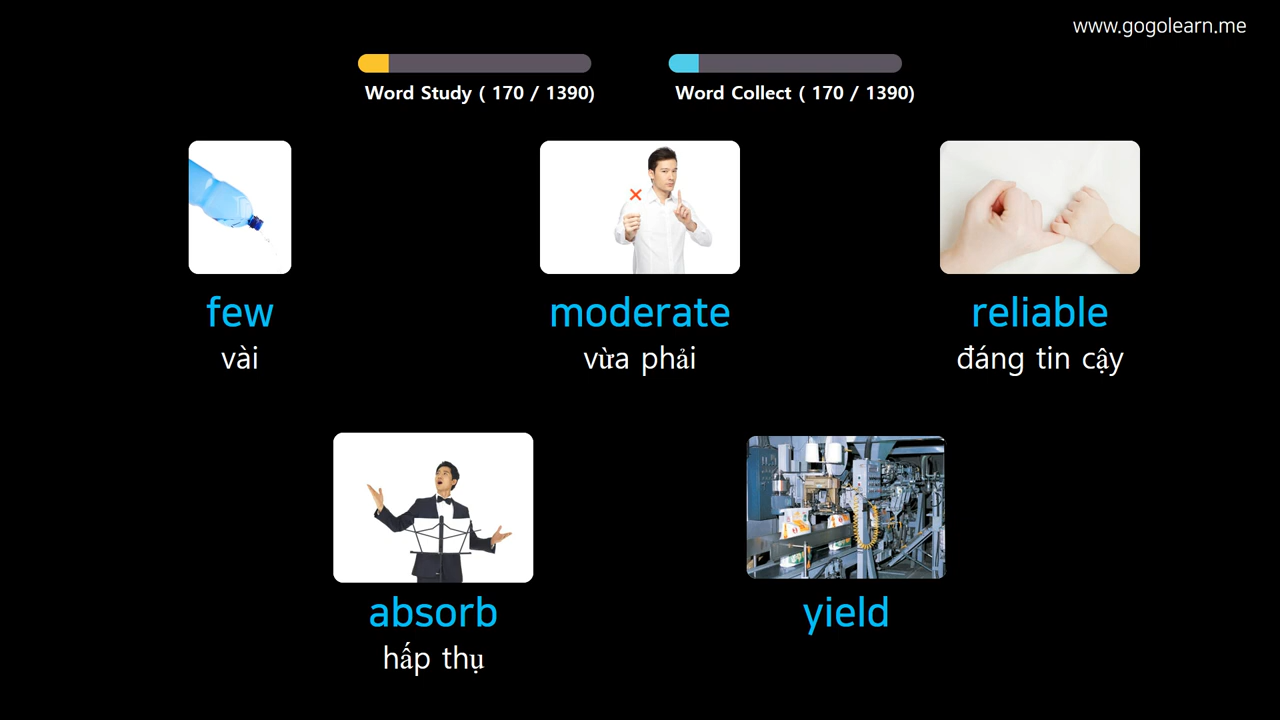 www.gogolearn.me
Word Study ( 170 / 1390)
Word Collect ( 170 / 1390)
few
vài
moderate
vừa phải
reliable
đáng tin cậy
absorb
hấp thụ
yield